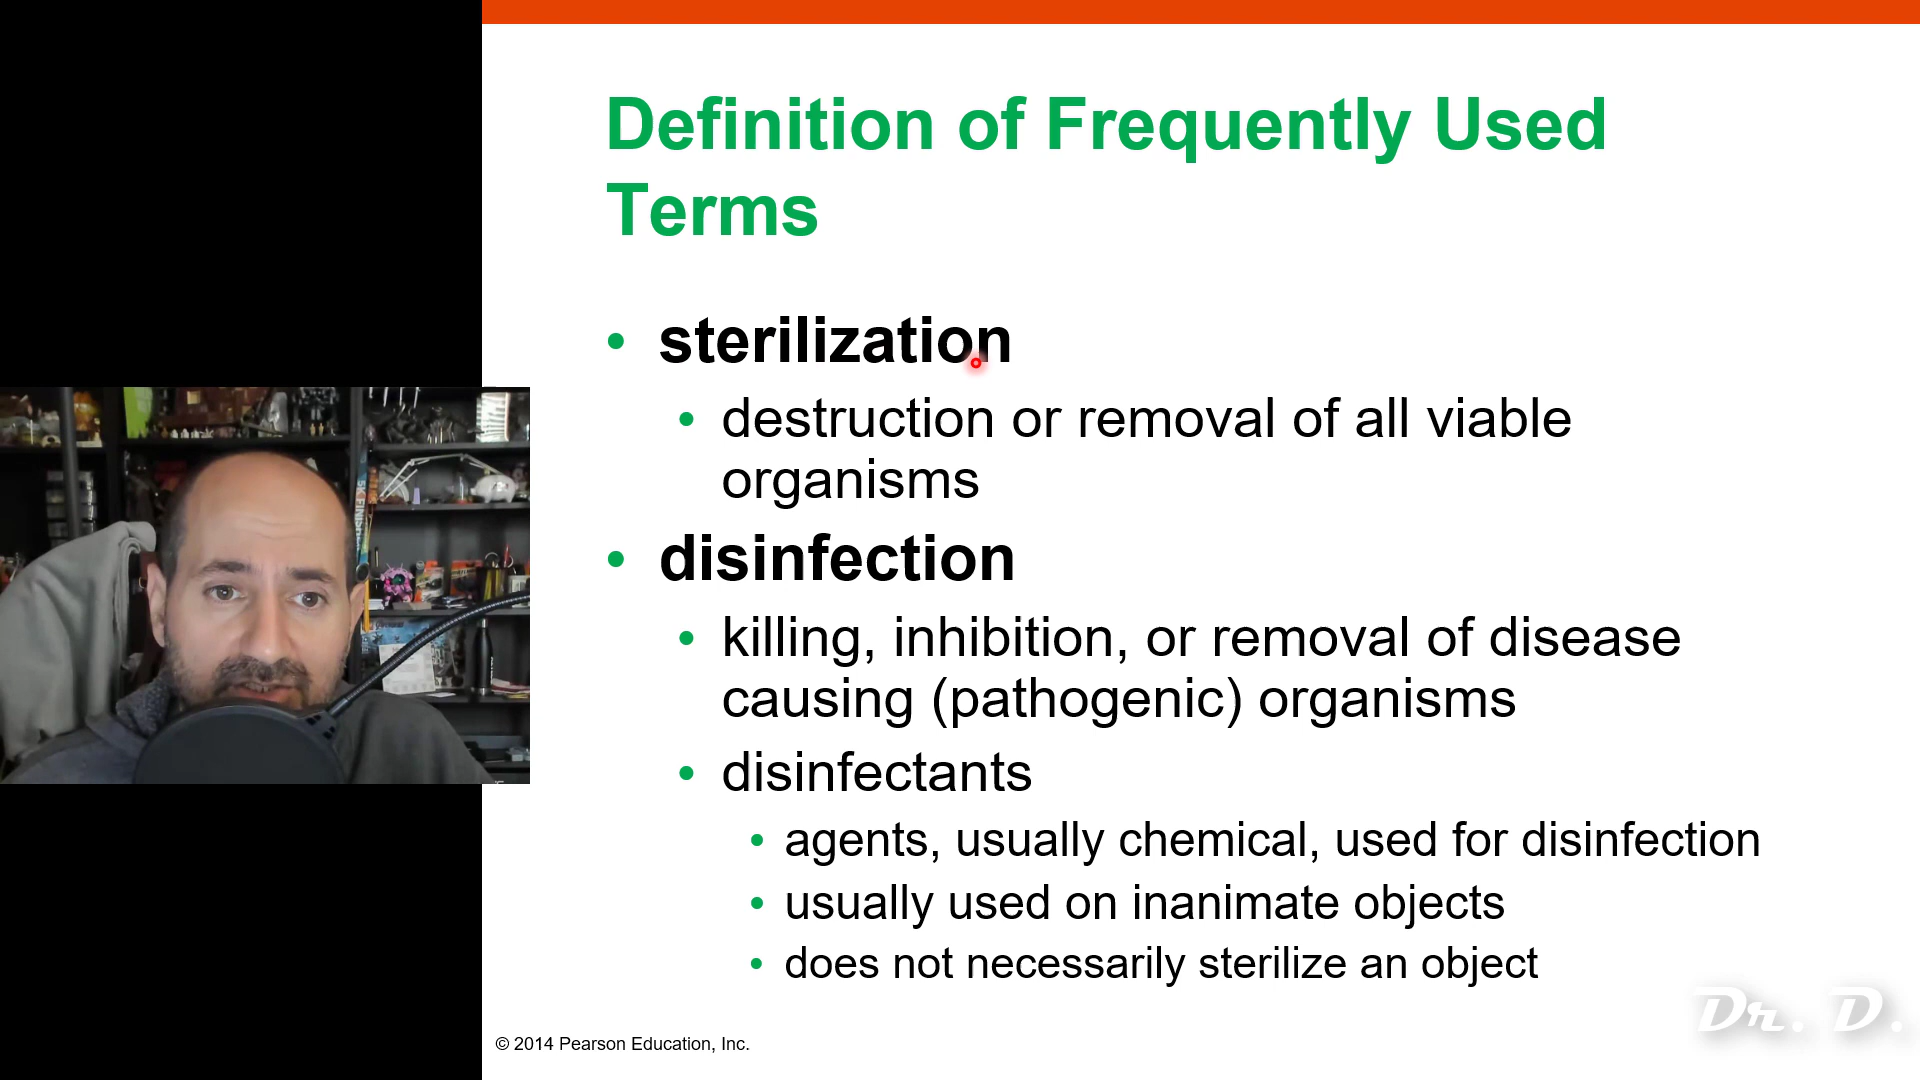 Definition of Frequently Used
Terms
• sterilization
• destruction or removal of all viable
organisms
• disinfection
• killing, inhibition, or removal of disease
causing (pathogenic) organisms
• disinfectants
• agents, usually chemical, used for disinfection
• usually used on inanimate objects
• does not necessarily sterilize an object
© 2014 Pearson Education, Inc.
Dr. D.